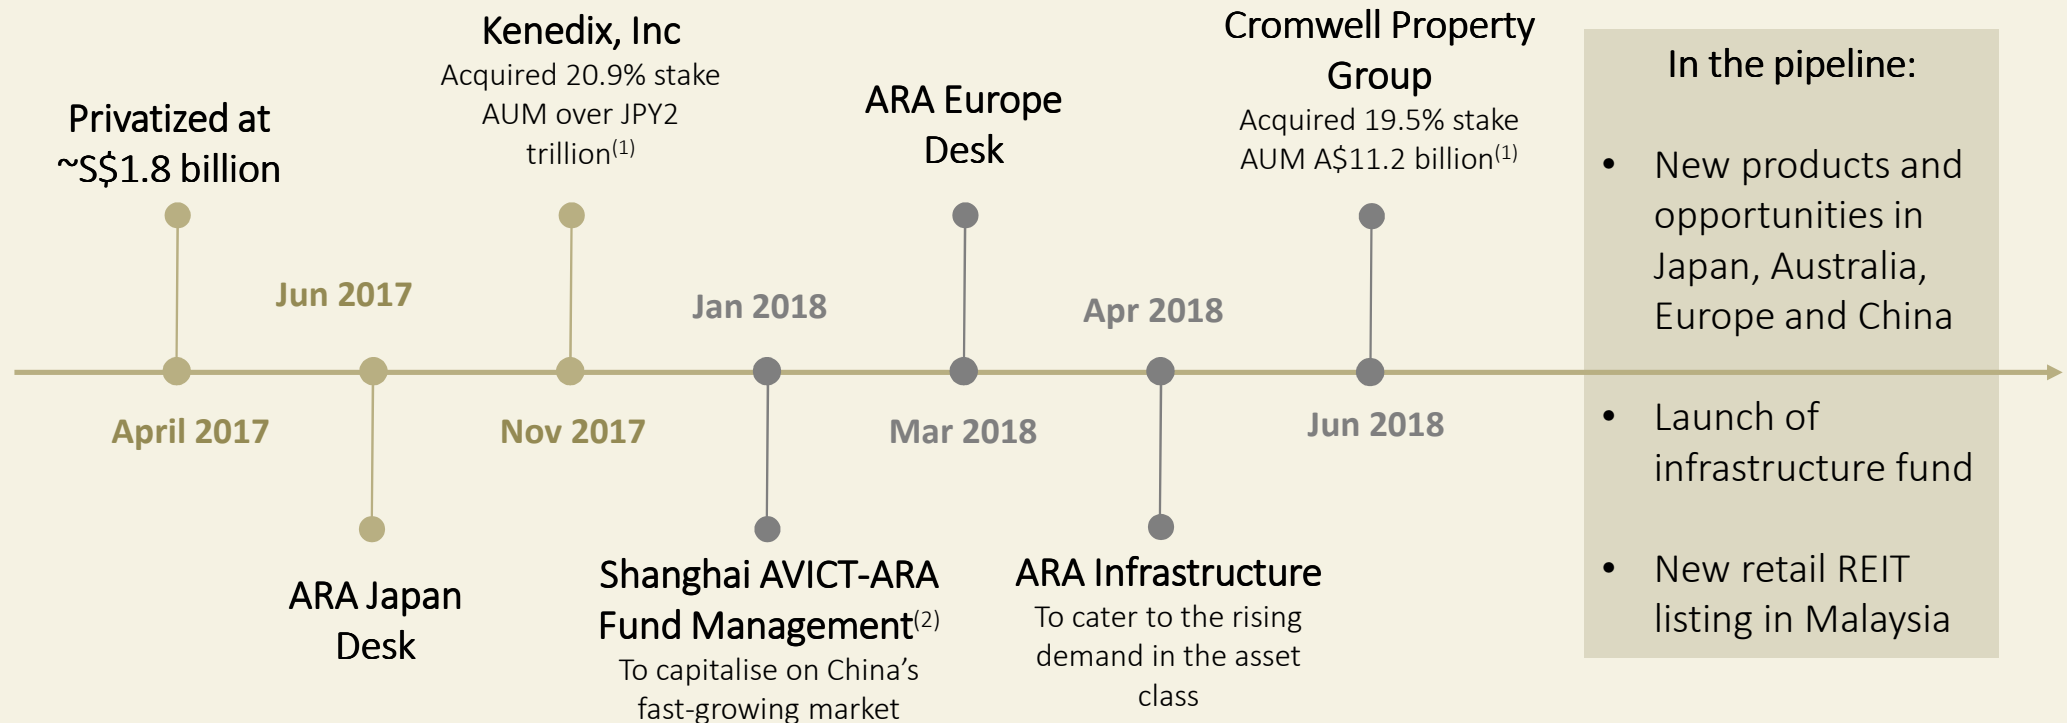 Privatized at
~S$1.8 billion
April 2017
Jun 2017
ARA Japan
Desk
Kenedix, Inc
Acquired 20.9% stake
AUM over JPY2
trillion(1)
Nov 2017
Jan 2018
Shanghai AVICT-ARA
Fund Management(2)
To capitalise on China’s
fast-growing market
ARA Europe
Desk
Mar 2018
Apr 2018
ARA Infrastructure
To cater to the rising
demand in the asset
class
Cromwell Property
Group
Acquired 19.5% stake
AUM A$11.2 billion(1)
Jun 2018
In the pipeline:
• New products and
opportunities in
Japan, Australia,
Europe and China
• Launch of
infrastructure fund
• New retail REIT
listing in Malaysia